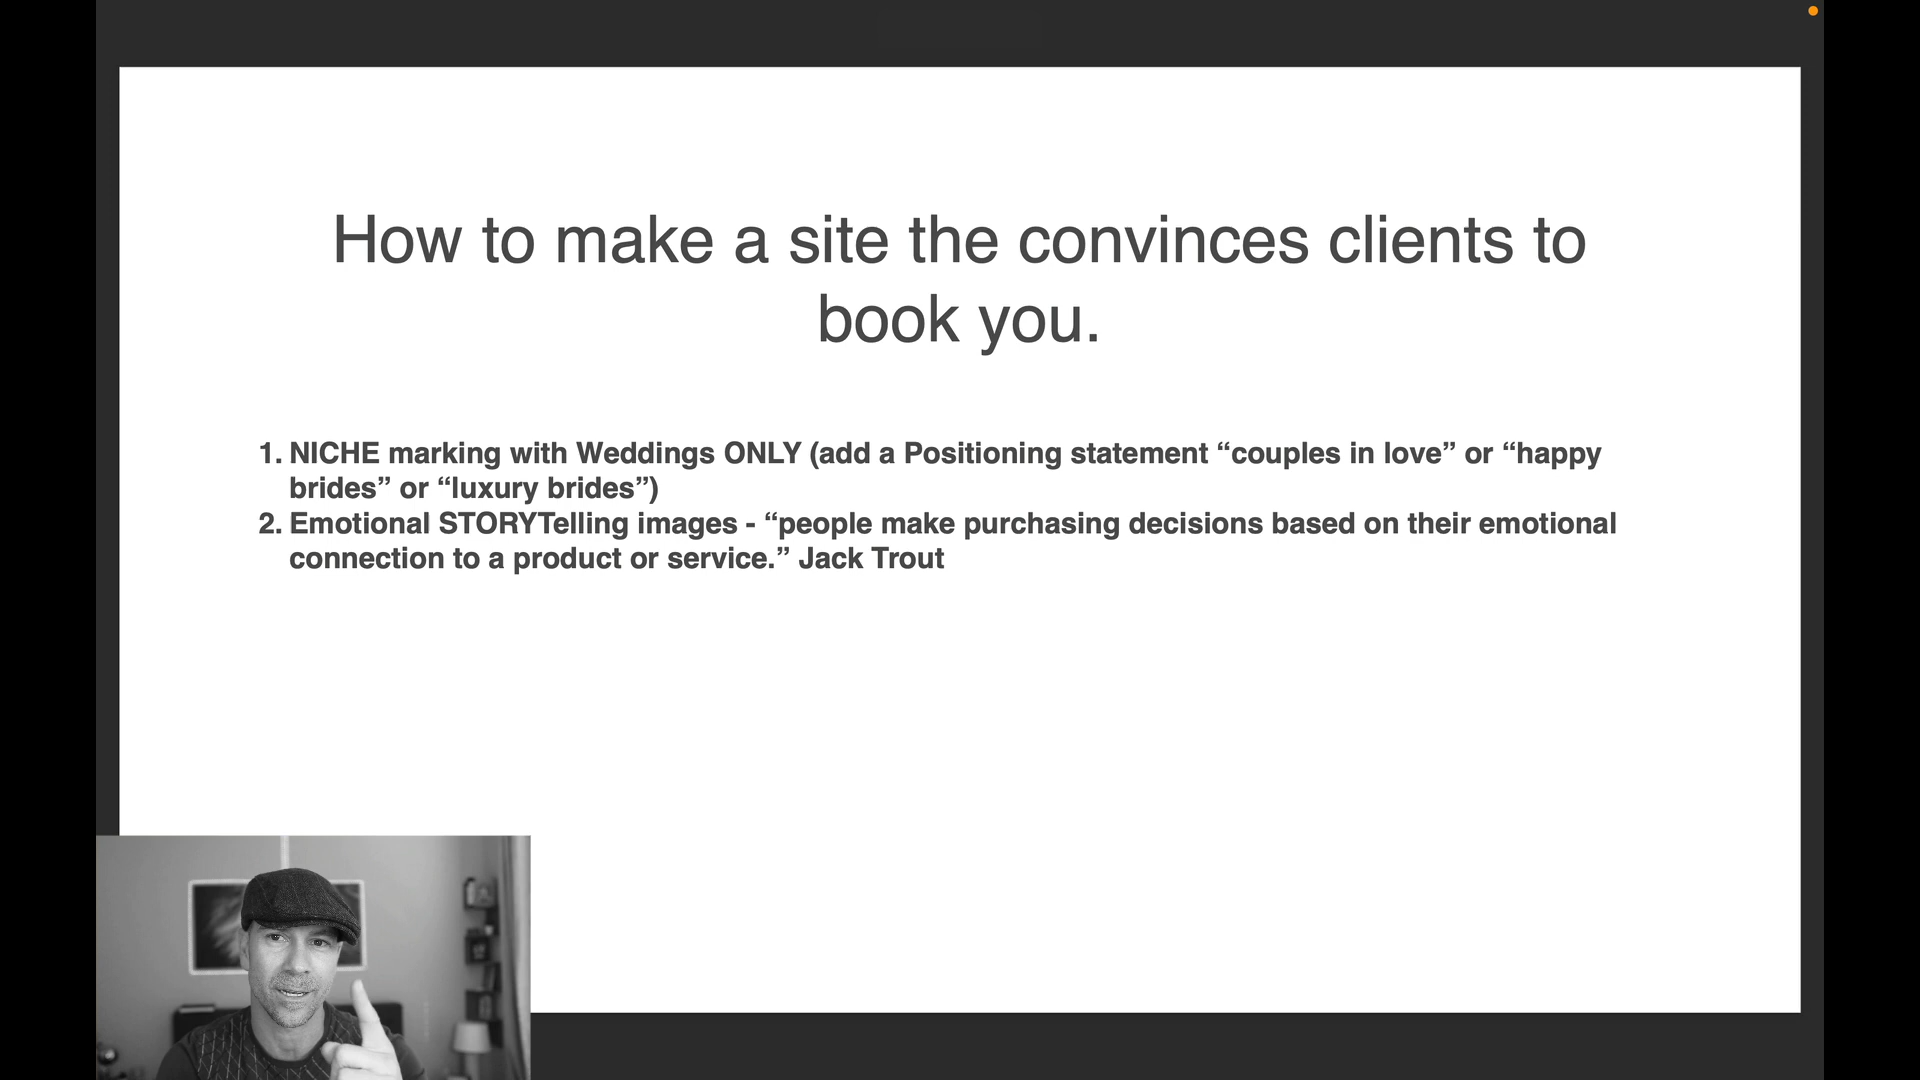 How to make a site the convinces clients to
book you.
1. NICHE marking with Weddings ONLY (add a Positioning statement “couples in love” or “happy
brides” or “luxury brides”)
2. Emotional STORYTelling images - “people make purchasing decisions based on their emotional
connection to a product or service.” Jack Trout